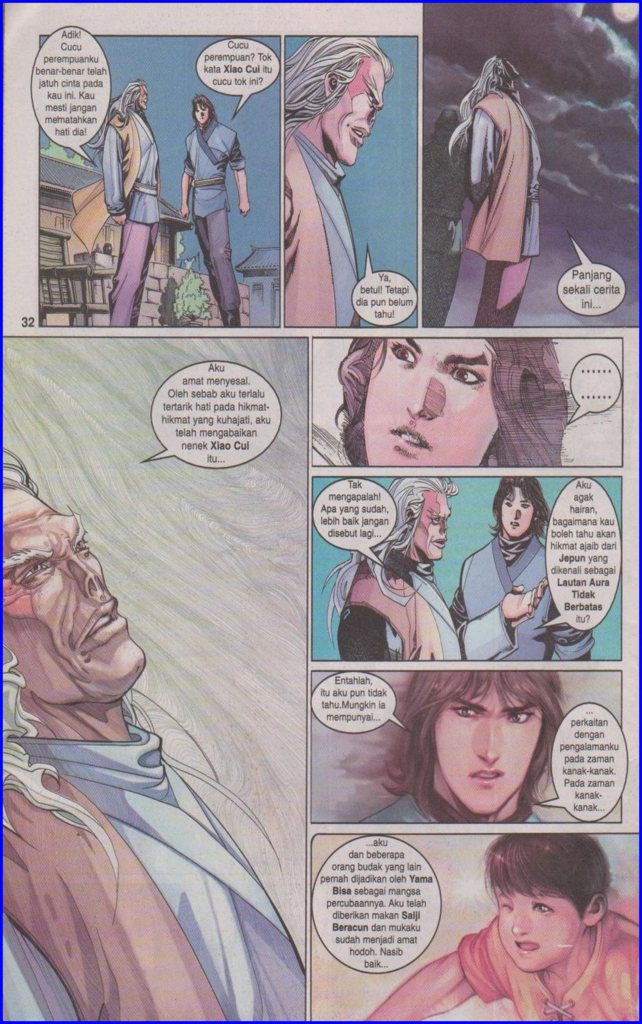 Adik!
Cucu
perempuanku
benar-benar telah
jatuh cinta pada
kau ini. Kau
mesti jangan
mematahkan
hati dia!
Cucu
perempuan? Tok
kata Xiao Cui itu
cucu tok ini?
Ya,
betul! Tetapi
dia pun belum
tahu!
Panjang
sekali cerita
ini...
32
Aku
amat menyesal.
Oleh sebab aku terlalu
tertarik hati pada hikmat-
hikmat yang kuhajati, aku
telah mengabaikan
nenek Xiao Cui
itu...
......
......
Tak
mengapalah!
Apa yang sudah,
lebih baik jangan
disebut lagi...
Aku
agak
hairan,
bagaimana kau
boleh tahu akan
hikmat ajaib dari
Jepun yang
dikenali sebagai
Lautan Aura
Tidak
Berbatas
itu?
Entahlah,
itu aku pun tidak
tahu.Mungkin ia
mempunyai...
...
perkaitan
dengan
pengalamanku
pada zaman
kanak-kanak.
Pada zaman
kanak-
kanak...
...aku
dan beberapa
orang budak yang lain
pernah dijadikan oleh Yama
Bisa sebagai mangsa
percubaannya. Aku telah
diberikan makan Salji
Beracun dan mukaku
sudah menjadi amat
hodoh. Nasib
baik...